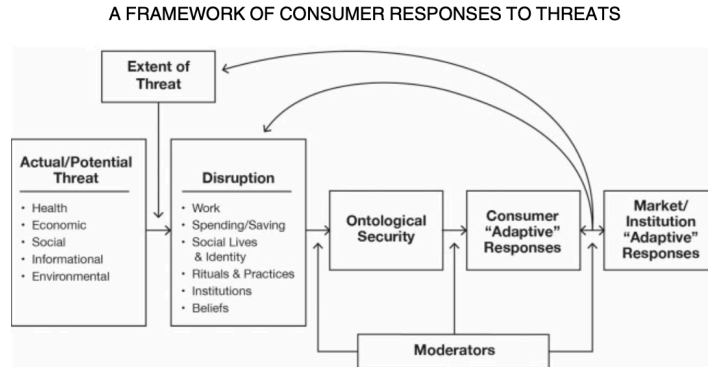 A FRAMEWORK OF CONSUMER RESPONSES TO THREATS
Extent of
Threat
Actual/Potential
Threat
• Health
• Economic
• Social
• Informational
• Environmental
Disruption
• Work
• Spending/Saving
• Social Lives
& Identity
• Rituals & Practices
• Institutions
• Beliefs
Ontological
Security
Consumer
“Adaptive”
Responses
Market/
Institution
“Adaptive”
Responses
Moderators